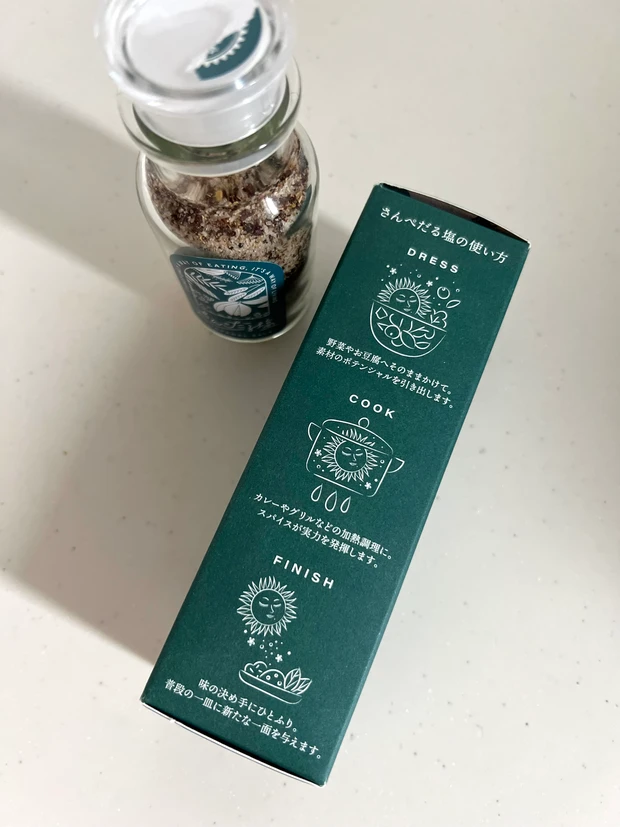 さんぺだる塩の使い方
DRESS
野菜やお豆腐へそのままかけて。
素材のポテンシャルを引き出します。
COOK
カレーやグリルなどの加熱調理に。
スパイスが実力を発揮します。
FINISH
味の決め手にひとふり。
普段の一皿に新たな一面を与えます。
OF EATING, IT'S A WAY